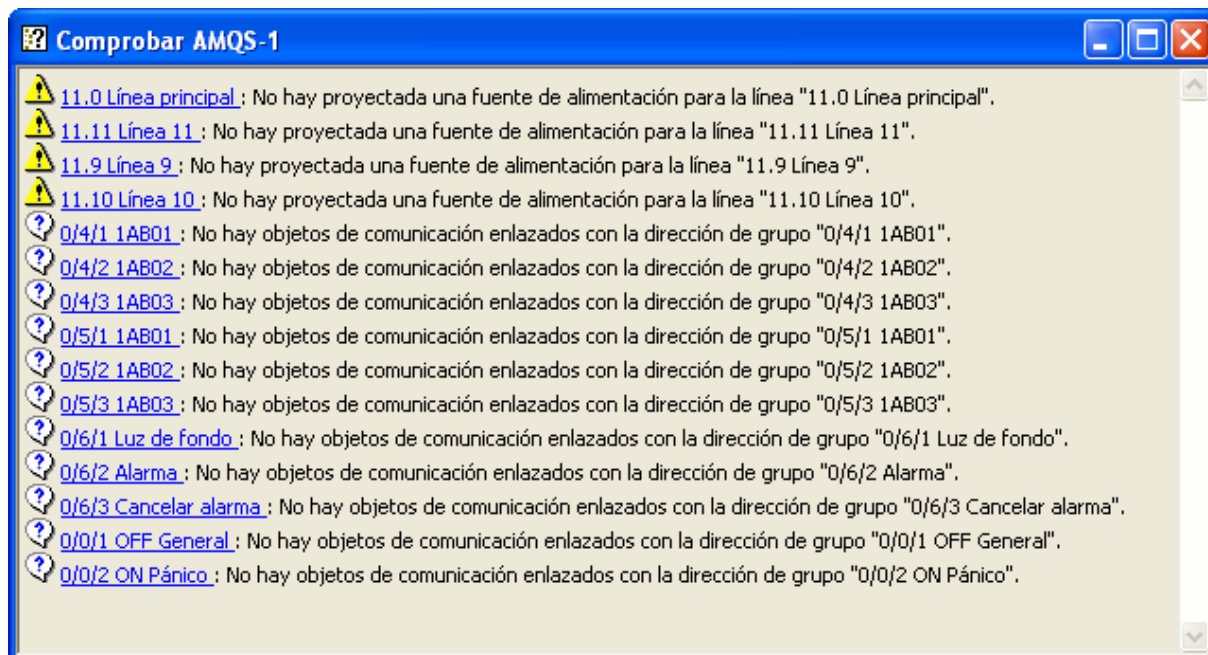 Comprobar AMQS-1
11.0 Línea principal : No hay proyectada una fuente de alimentación para la línea "11.0 Línea principal".
11.11 Línea 11 : No hay proyectada una fuente de alimentación para la línea "11.11 Línea 11".
11.9 Línea 9 : No hay proyectada una fuente de alimentación para la línea "11.9 Línea 9".
11.10 Línea 10 : No hay proyectada una fuente de alimentación para la línea "11.10 Línea 10".
0/4/1 1AB01 : No hay objetos de comunicación enlazados con la dirección de grupo "0/4/1 1AB01".
0/4/2 1AB02 : No hay objetos de comunicación enlazados con la dirección de grupo "0/4/2 1AB02".
0/4/3 1AB03 : No hay objetos de comunicación enlazados con la dirección de grupo "0/4/3 1AB03".
0/5/1 1AB01 : No hay objetos de comunicación enlazados con la dirección de grupo "0/5/1 1AB01".
0/5/2 1AB02 : No hay objetos de comunicación enlazados con la dirección de grupo "0/5/2 1AB02".
0/5/3 1AB03 : No hay objetos de comunicación enlazados con la dirección de grupo "0/5/3 1AB03".
0/6/1 Luz de fondo : No hay objetos de comunicación enlazados con la dirección de grupo "0/6/1 Luz de fondo".
0/6/2 Alarma : No hay objetos de comunicación enlazados con la dirección de grupo "0/6/2 Alarma".
0/6/3 Cancelar alarma : No hay objetos de comunicación enlazados con la dirección de grupo "0/6/3 Cancelar alarma".
0/0/1 OFF General : No hay objetos de comunicación enlazados con la dirección de grupo "0/0/1 OFF General".
0/0/2 ON Pánico : No hay objetos de comunicación enlazados con la dirección de grupo "0/0/2 ON Pánico".